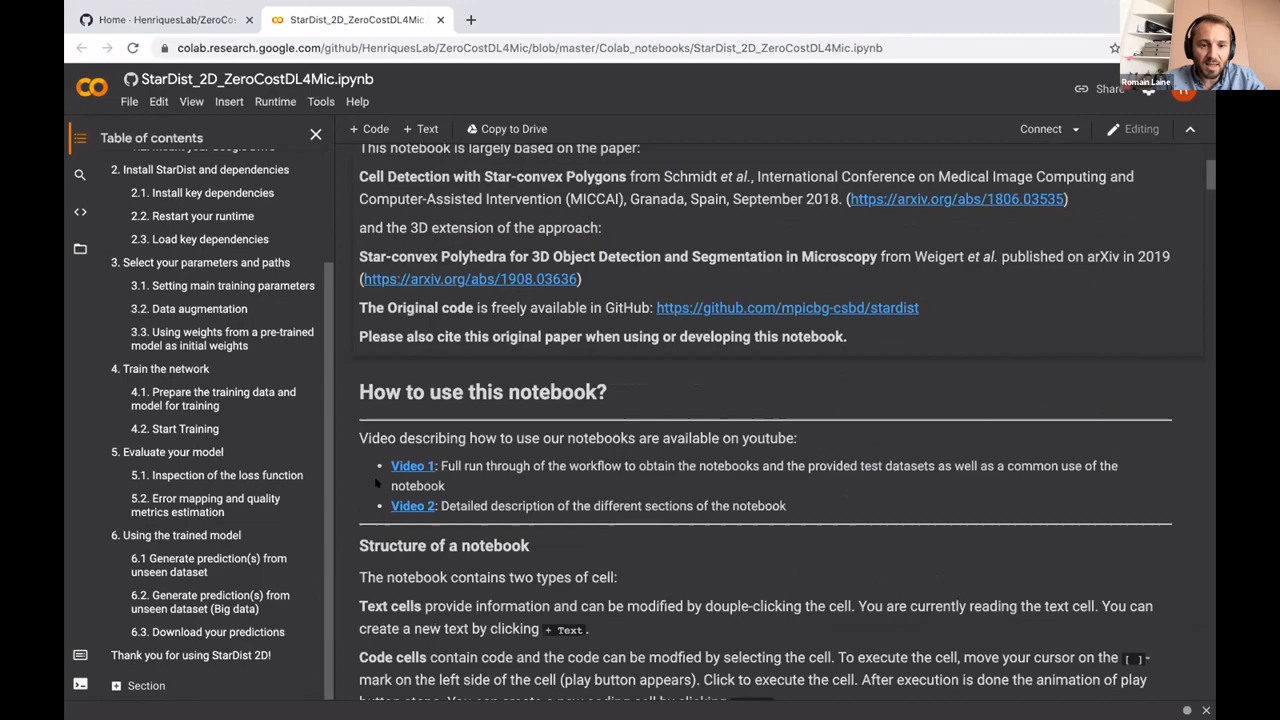 Home · HenriquesLab/ZeroCos
StarDist_2D_ZeroCostDL4Mic.
colab.research.google.com/github/HenriquesLab/ZeroCostDL4Mic/blob/master/Colab_notebooks/StarDist_2D_ZeroCostDL4Mic.ipynb
Romain Laine
StarDist_2D_ZeroCostDL4Mic.ipynb
Share
File Edit View Insert Runtime Tools Help
Table of contents
+ Code + Text Copy to Drive
Connect Editing
2. Install StarDist and dependencies
2.1. Install key dependencies
2.2. Restart your runtime
2.3. Load key dependencies
3. Select your parameters and paths
3.1. Setting main training parameters
3.2. Data augmentation
3.3. Using weights from a pre-trained
model as initial weights
4. Train the network
4.1. Prepare the training data and
model for training
4.2. Start Training
5. Evaluate your model
5.1. Inspection of the loss function
5.2. Error mapping and quality
metrics estimation
6. Using the trained model
6.1 Generate prediction(s) from
unseen dataset
6.2. Generate prediction(s) from
unseen dataset (Big data)
6.3. Download your predictions
Thank you for using StarDist 2D!
+ Section
This notebook is largely based on the paper:
Cell Detection with Star-convex Polygons from Schmidt et al., International Conference on Medical Image Computing and
Computer-Assisted Intervention (MICCAI), Granada, Spain, September 2018. (https://arxiv.org/abs/1806.03535)
and the 3D extension of the approach:
Star-convex Polyhedra for 3D Object Detection and Segmentation in Microscopy from Weigert et al. published on arXiv in 2019
(https://arxiv.org/abs/1908.03636)
The Original code is freely available in GitHub: https://github.com/mpicbg-csbd/stardist
Please also cite this original paper when using or developing this notebook.
How to use this notebook?
Video describing how to use our notebooks are available on youtube:
• Video 1: Full run through of the workflow to obtain the notebooks and the provided test datasets as well as a common use of the
notebook
• Video 2: Detailed description of the different sections of the notebook
Structure of a notebook
The notebook contains two types of cell:
Text cells provide information and can be modified by douple-clicking the cell. You are currently reading the text cell. You can
create a new text by clicking + Text.
Code cells contain code and the code can be modfied by selecting the cell. To execute the cell, move your cursor on the [ ]-
mark on the left side of the cell (play button appears). Click to execute the cell. After execution is done the animation of play